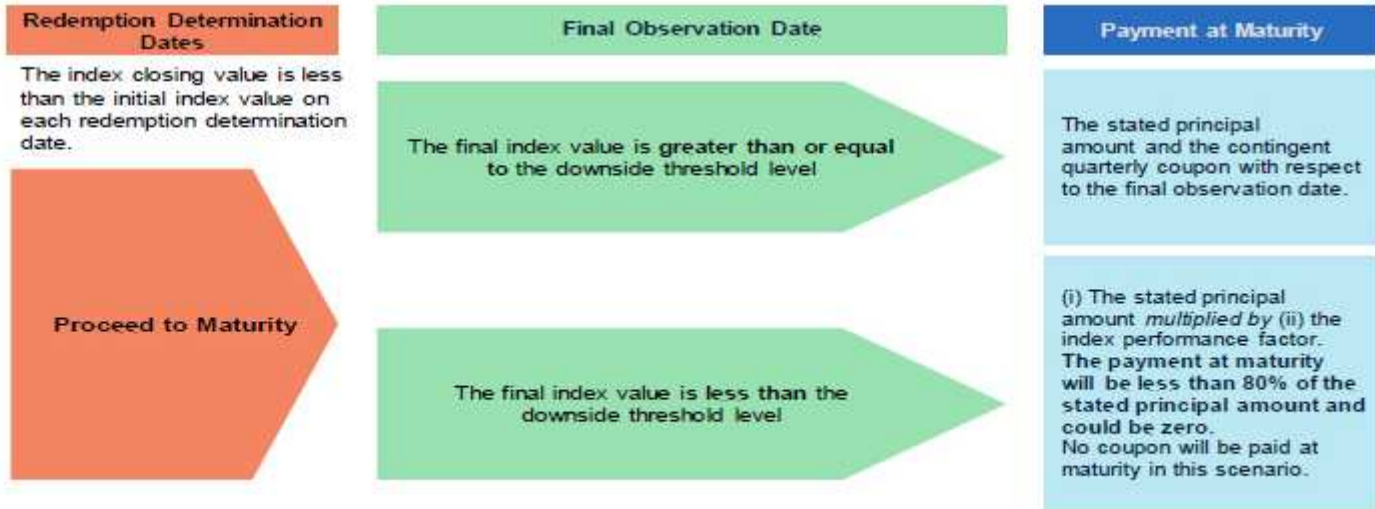 Redemption Determination
Dates
The index closing value is less
than the initial index value on
each redemption determination
date.
Proceed to Maturity
Final Observation Date
The final index value is greater than or equal
to the downside threshold level
The final index value is less than the
downside threshold level
Payment at Maturity
The stated principal
amount and the contingent
quarterly coupon with respect
to the final observation date.
(i) The stated principal
amount multiplied by (ii) the
index performance factor.
The payment at maturity
will be less than 80% of the
stated principal amount and
could be zero.
No coupon will be paid at
maturity in this scenario.